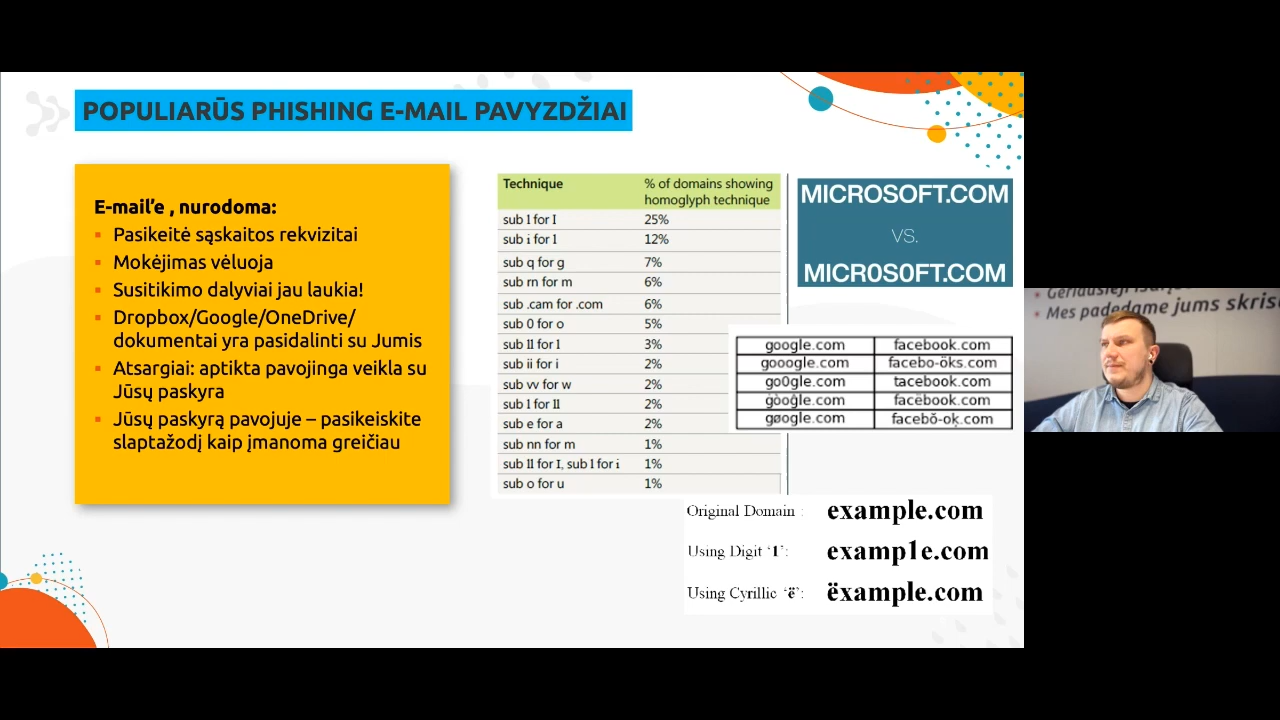 POPULIARŪS PHISHING E-MAIL PAVYZDŽIAI
E-mail'e , nurodoma:
Pasikeitė sąskaitos rekvizitai
Mokėjimas vėluoja
Susitikimo dalyviai jau laukia!
Dropbox/Google/OneDrive/
dokumentai yra pasidalinti su Jumis
Atsargiai: aptikta pavojinga veikla su
Jūsų paskyra
Jūsų paskyrą pavojuje – pasikeiskite
slaptažodį kaip įmanoma greičiau
Technique % of domains showing
homoglyph technique
sub l for I 25%
sub i for l 12%
sub q for g 7%
sub rn for m 6%
sub .cam for .com 6%
sub 0 for o 5%
sub ll for l 3%
sub ii for i 2%
sub vv for w 2%
sub l for ll 2%
sub e for a 2%
sub nn for m 1%
sub ll for I, sub l for i 1%
sub o for u 1%
MICROSOFT.COM
VS.
MICR0S0FT.COM
google.com facebook.com
gooogle.com facebo-öks.com
go0gle.com tacebook.com
facëbook.com
gøogle.com facebŏ-oķ.com
Original Domain : example.com
Using Digit ‘1’: examp1e.com
Using Cyrillic ‘ё’: ёxample.com
Mes padedame jums skris